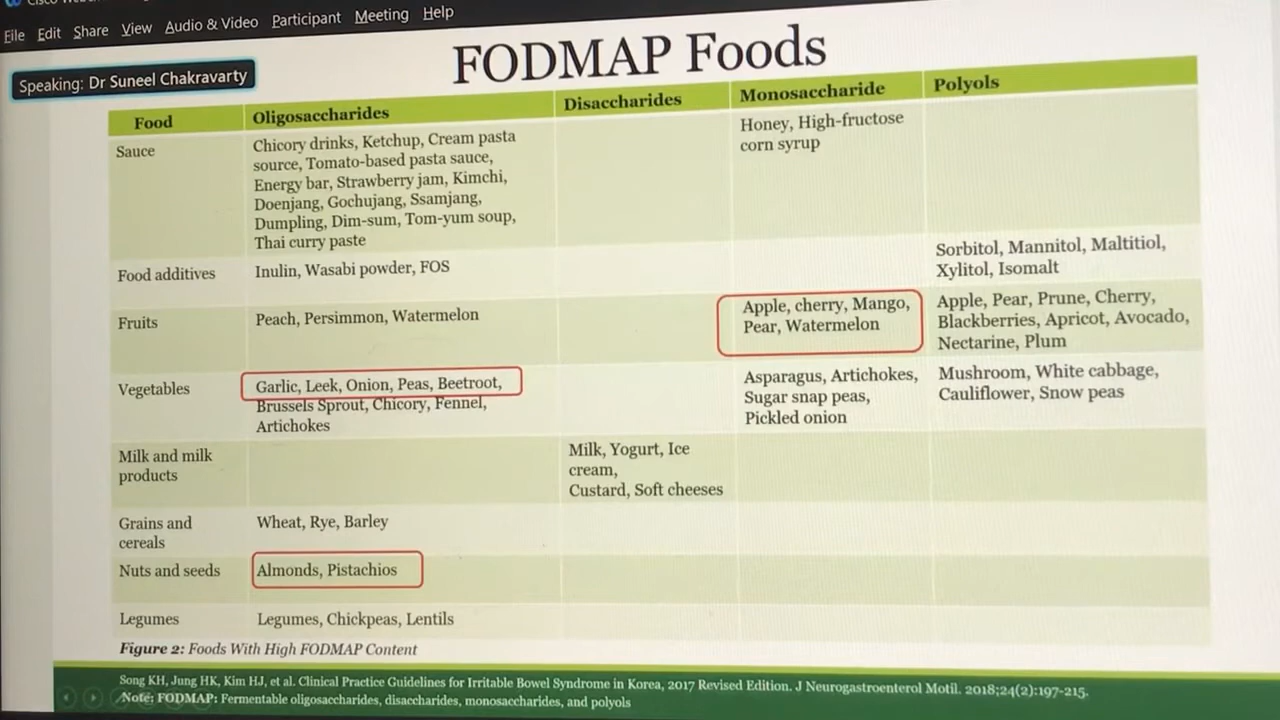 File Edit Share View Audio & Video Participant Meeting Help
Speaking: Dr Suneel Chakravarty
FODMAP Foods
Food Oligosaccharides Disaccharides Monosaccharide Polyols
Sauce
Chicory drinks, Ketchup, Cream pasta
source, Tomato-based pasta sauce,
Energy bar, Strawberry jam, Kimchi,
Doenjang, Gochujang, Ssamjang,
Dumpling, Dim-sum, Tom-yum soup,
Thai curry paste
Honey, High-fructose
corn syrup
Food additives
Inulin, Wasabi powder, FOS
Sorbitol, Mannitol, Maltitiol,
Xylitol, Isomalt
Fruits
Peach, Persimmon, Watermelon
Apple, cherry, Mango,
Pear, Watermelon
Apple, Pear, Prune, Cherry,
Blackberries, Apricot, Avocado,
Nectarine, Plum
Vegetables
Garlic, Leek, Onion, Peas, Beetroot,
Brussels Sprout, Chicory, Fennel,
Artichokes
Asparagus, Artichokes,
Sugar snap peas,
Pickled onion
Mushroom, White cabbage,
Cauliflower, Snow peas
Milk and milk
products
Milk, Yogurt, Ice
cream,
Custard, Soft cheeses
Grains and
cereals
Wheat, Rye, Barley
Nuts and seeds
Almonds, Pistachios
Legumes
Legumes, Chickpeas, Lentils
Figure 2: Foods With High FODMAP Content
Song KH, Jung HK, Kim HJ, et al. Clinical Practice Guidelines for Irritable Bowel Syndrome in Korea, 2017 Revised Edition. J Neurogastroenterol Motil. 2018;24(2):197-215.
Note: FODMAP: Fermentable oligosaccharides, disaccharides, monosaccharides, and polyols